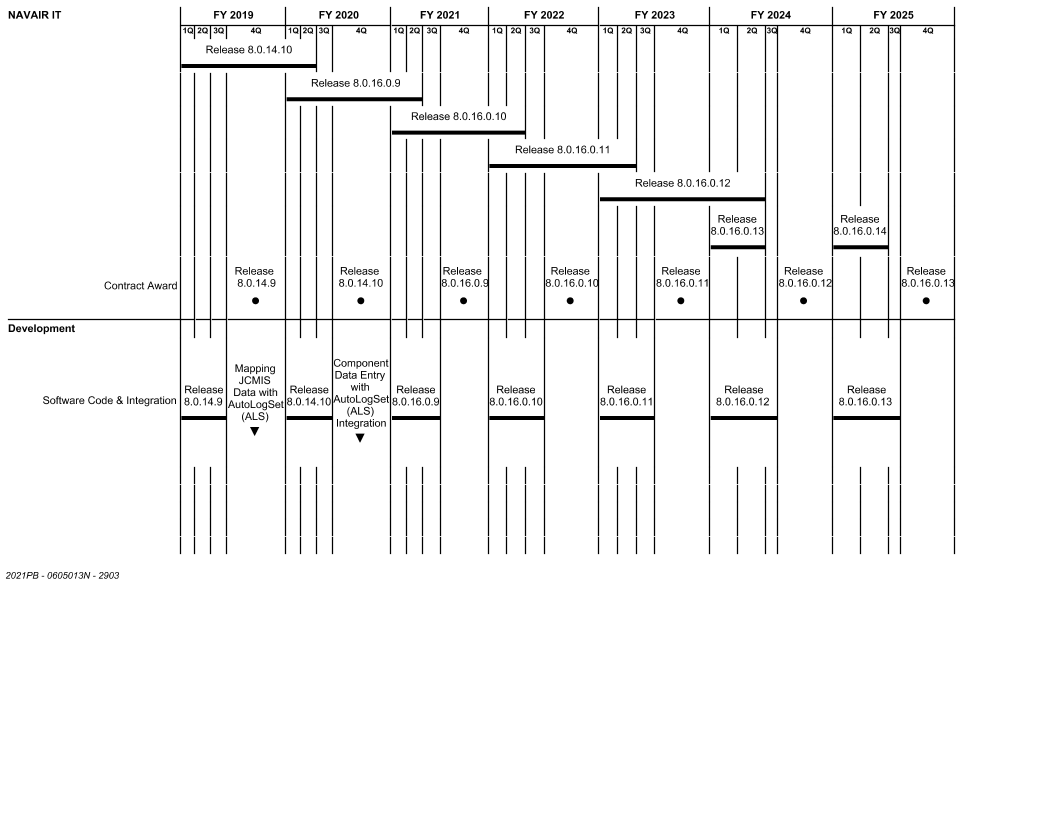 NAVAIR IT FY 2019 FY 2020 FY 2021 FY 2022 FY 2023 FY 2024 FY 2025
1Q 2Q 3Q 4Q 1Q 2Q 3Q 4Q 1Q 2Q 3Q 4Q 1Q 2Q 3Q 4Q 1Q 2Q 3Q 4Q 1Q 2Q 3Q 4Q 1Q 2Q 3Q 4Q
Release 8.0.14.10
Release 8.0.16.0.9
Release 8.0.16.0.10
Release 8.0.16.0.11
Release 8.0.16.0.12
Release
8.0.16.0.13
Release
8.0.16.0.14
Contract Award
Release
8.0.14.9
Release
8.0.14.10
Release
8.0.16.0.9
Release
8.0.16.0.10
Release
8.0.16.0.11
Release
8.0.16.0.12
Release
8.0.16.0.13
Development
Software Code & Integration
Release
8.0.14.9
Mapping
JCMIS
Data with
AutoLogSet
(ALS)
Release
8.0.14.10
Component
Data Entry
with
AutoLogSet
(ALS)
Integration
Release
8.0.16.0.9
Release
8.0.16.0.10
Release
8.0.16.0.11
Release
8.0.16.0.12
Release
8.0.16.0.13
2021PB - 0605013N - 2903